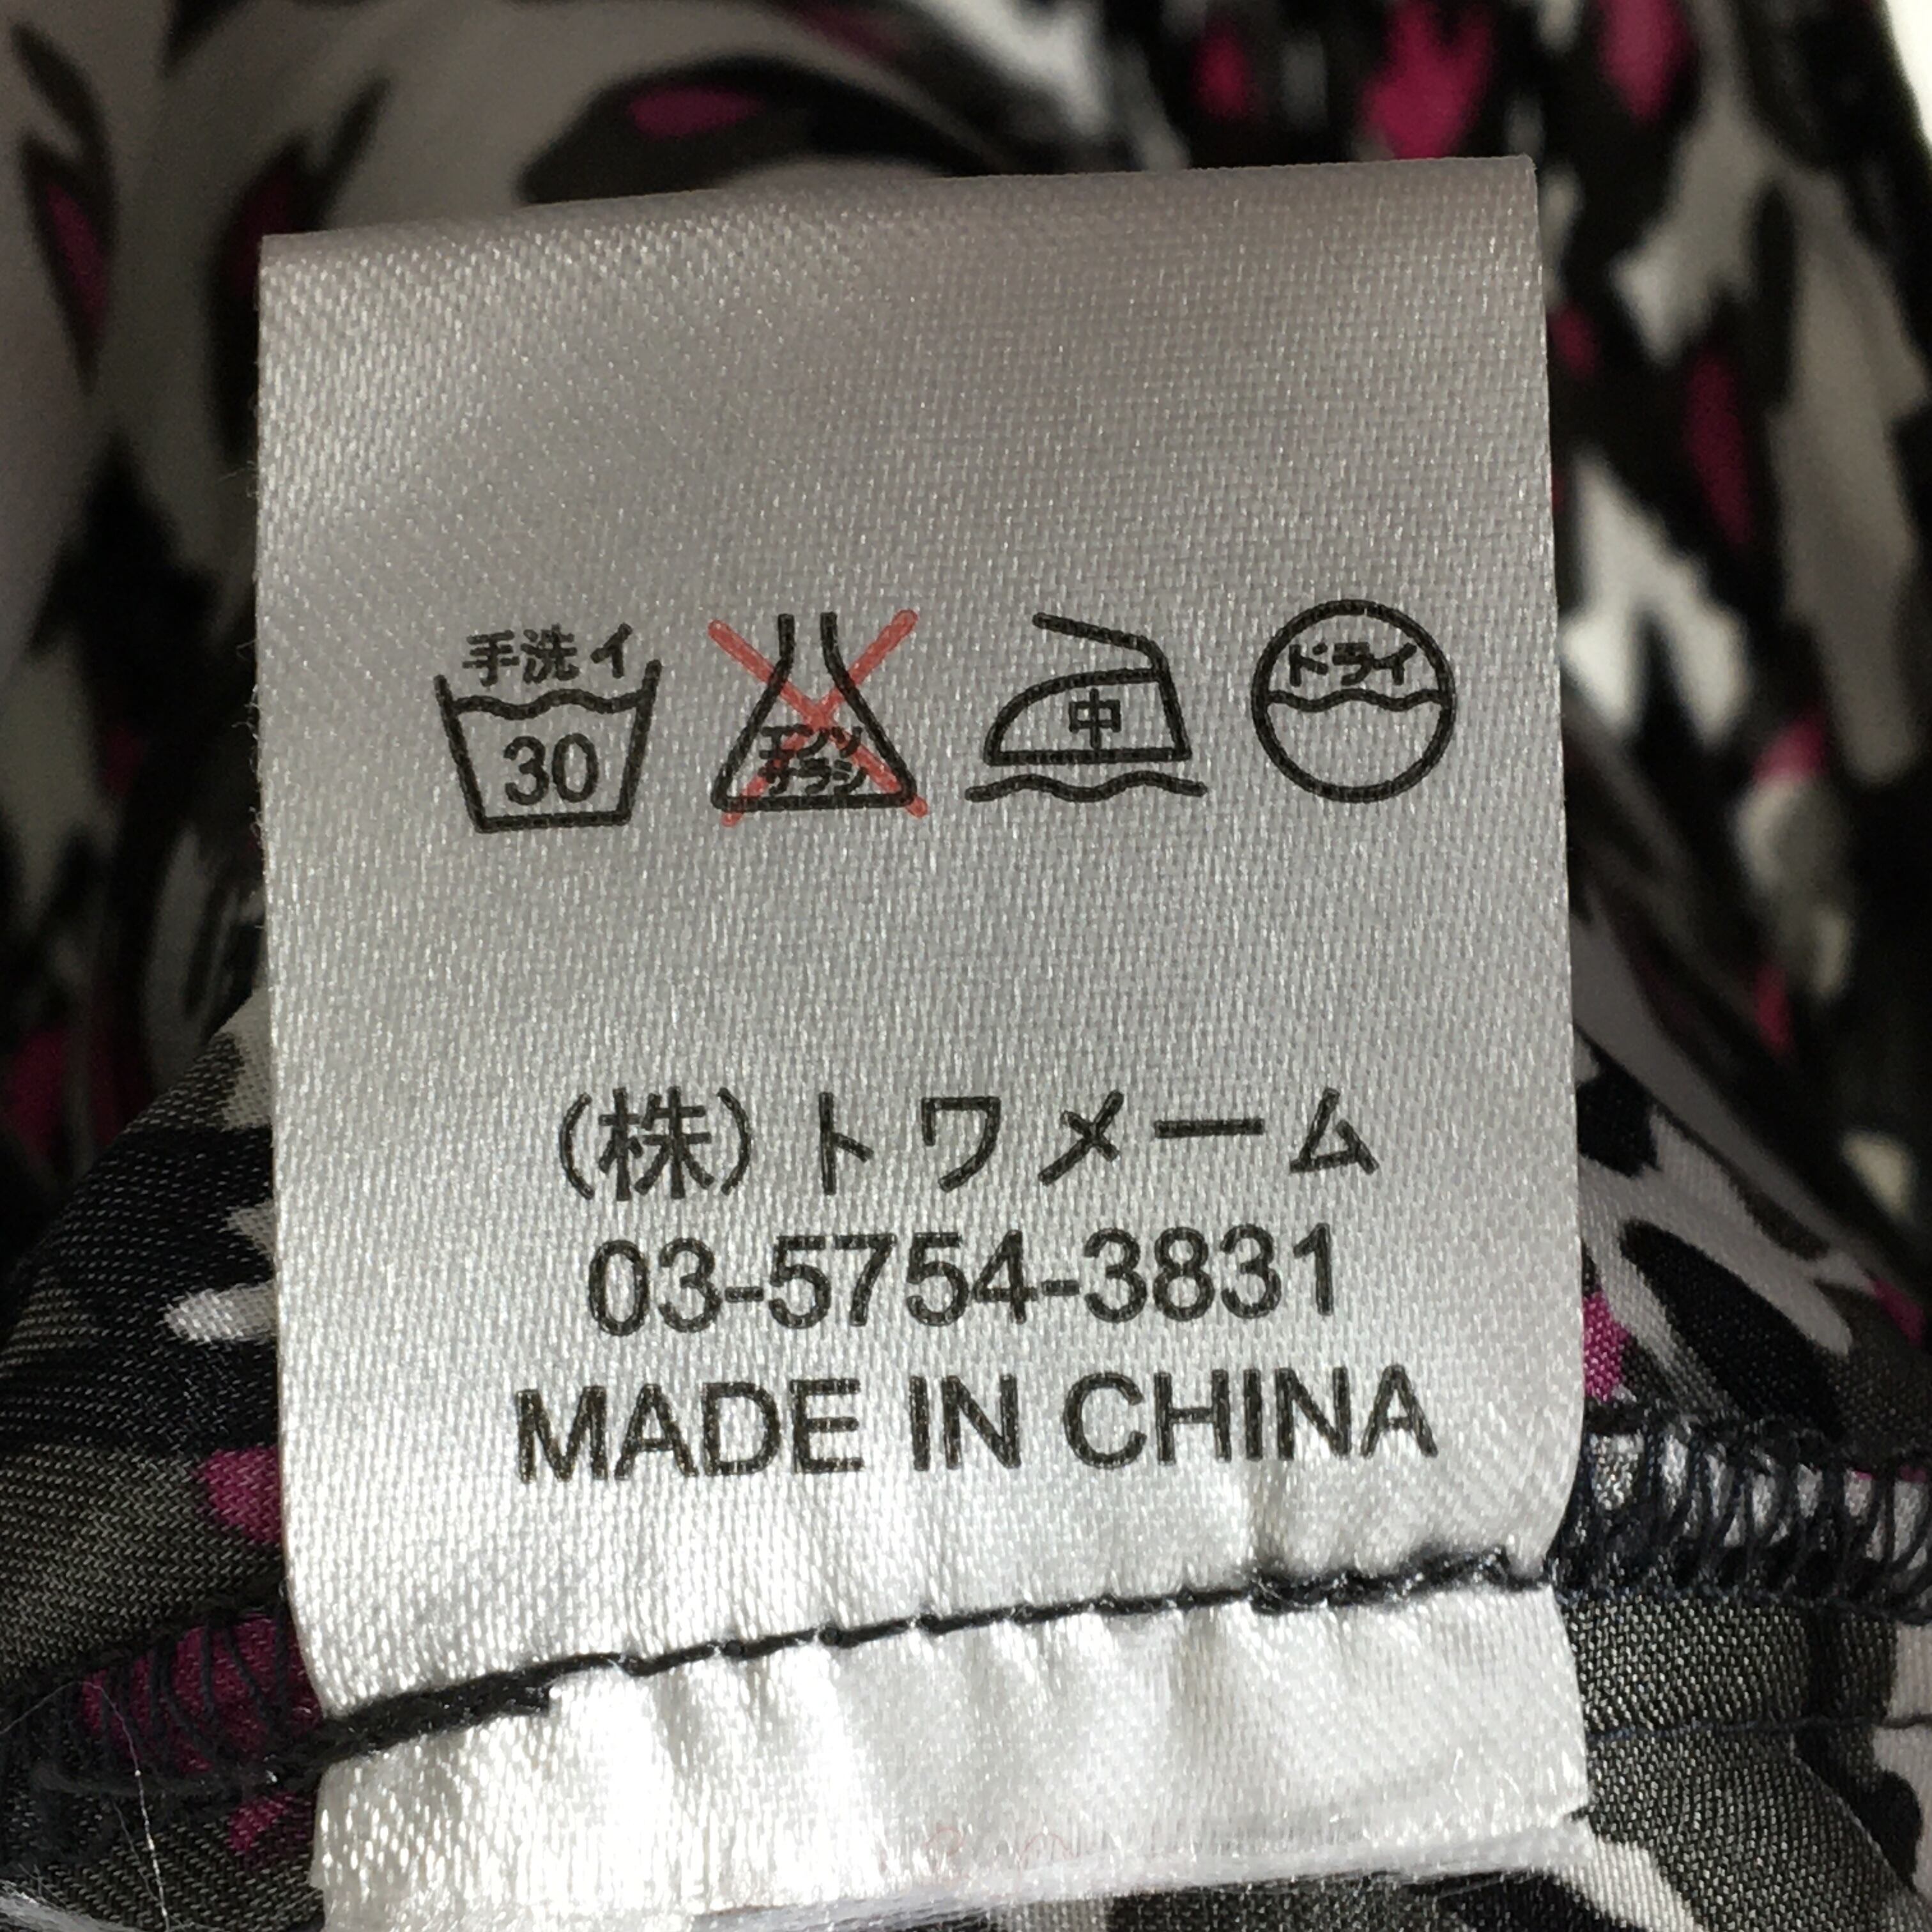 手洗イ
30
エンソ
サラシ
中
ドライ
(株)トワメーム
03-5754-3831
MADE IN CHINA